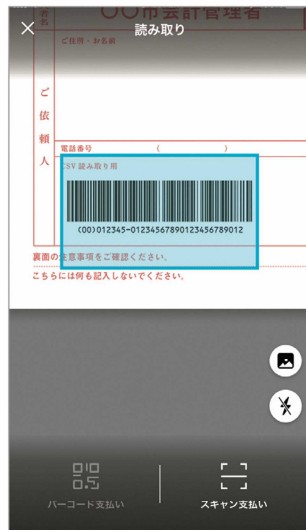 名
〇〇市会計管理者
読み取り
ご住所・お名前
ご依頼人
電話番号 ( )
CSV 読み取り用
(00)012345-01234567890123456789012
裏面の注意事項をご確認ください。
こちらには何も記入しないでください。
バーコード支払い
スキャン支払い